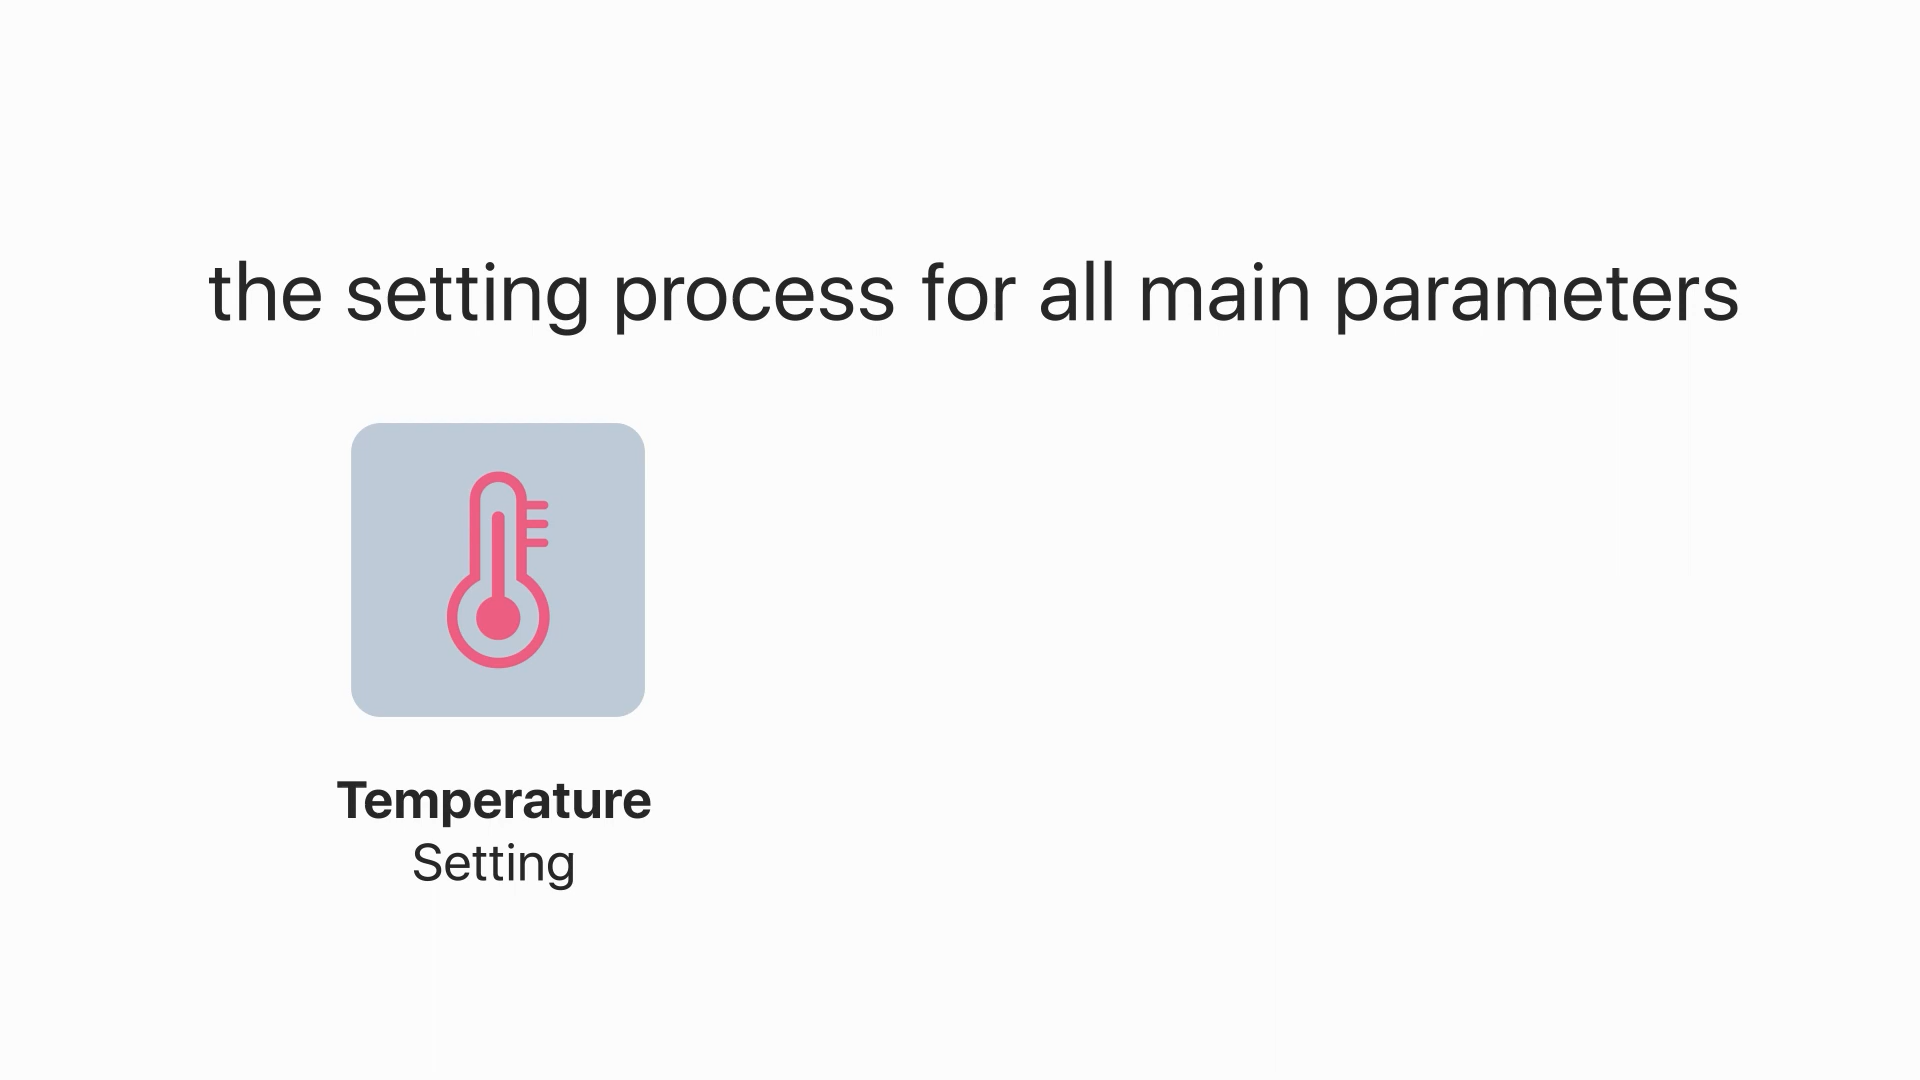 the setting process for all main parameters
Temperature
Setting